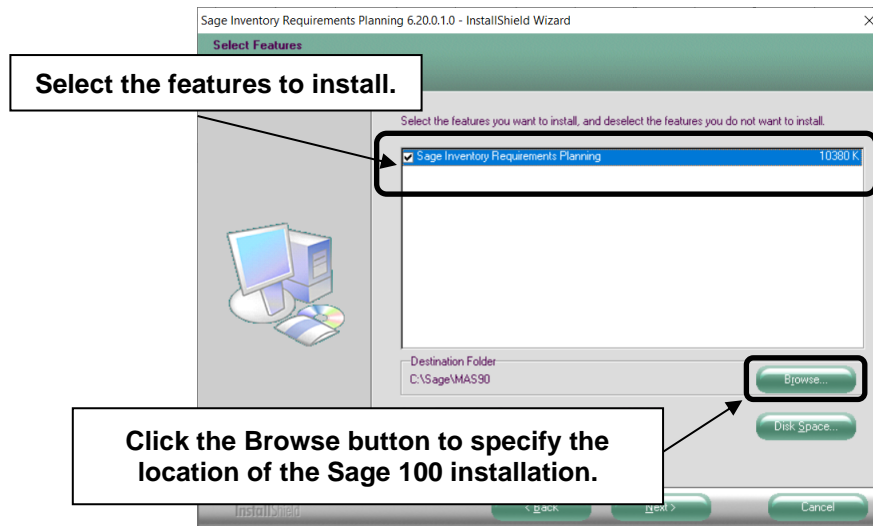 Sage Inventory Requirements Planning 6.20.0.1.0 - InstallShield Wizard
Select Features
Select the features to install.
Select the features you want to install, and deselect the features you do not want to install.
Sage Inventory Requirements Planning 10380 K
Destination Folder
C:\Sage\MAS90
Browse...
Disk Space...
Click the Browse button to specify the
location of the Sage 100 installation.
InstallShield
< Back Next > Cancel